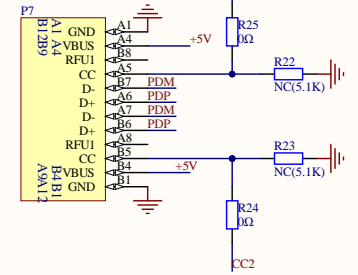 P7
A1 A4
B12B9
GND
VBUS
RFU1
CC
D-
D+
D-
D+
RFU1
CC
VBUS
GND
B4B1
A9A12
A1
A4
B8
A5
B7
A6
A7
B6
A8
B5
B4
B1
+5V
PDM
PDP
PDM
PDP
+5V
R25
0Ω
R22
NC(5.1K)
R23
NC(5.1K)
R24
0Ω
CC2